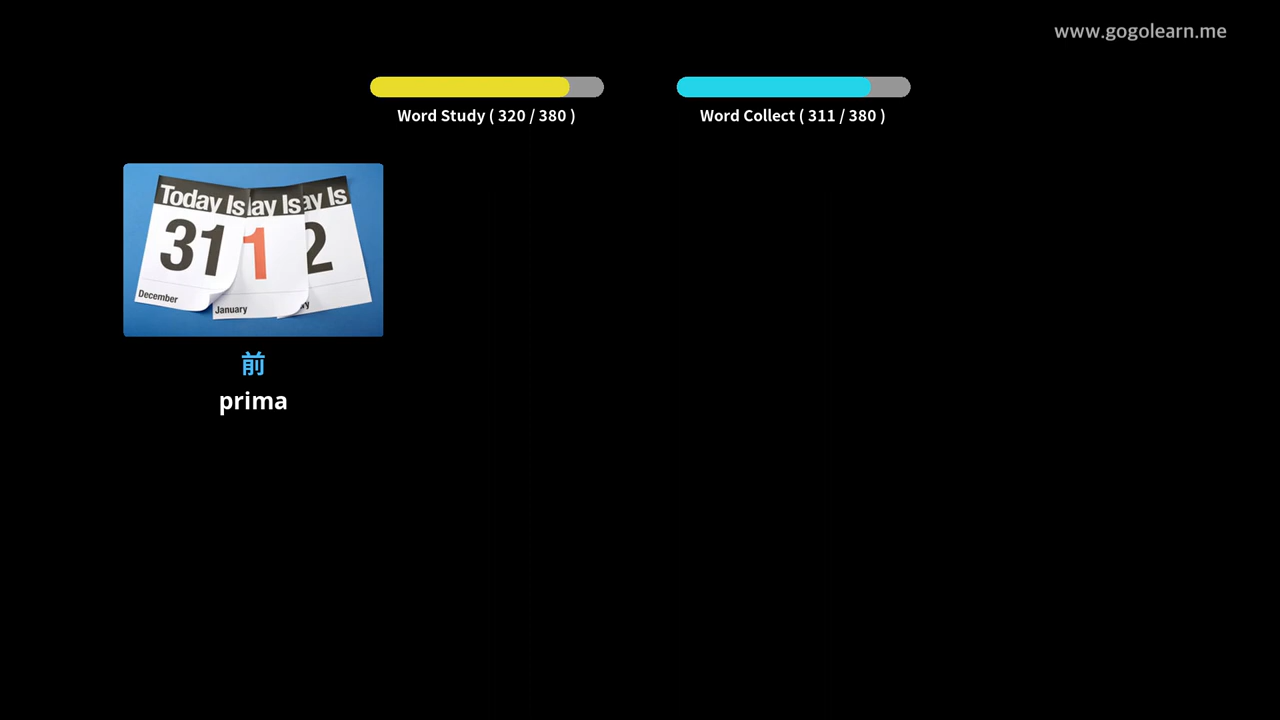 www.gogolearn.me
Word Study ( 320 / 380 )
Word Collect ( 311 / 380 )
Today Is
ay Is
ay Is
31
1
2
December
January
ry
前
prima